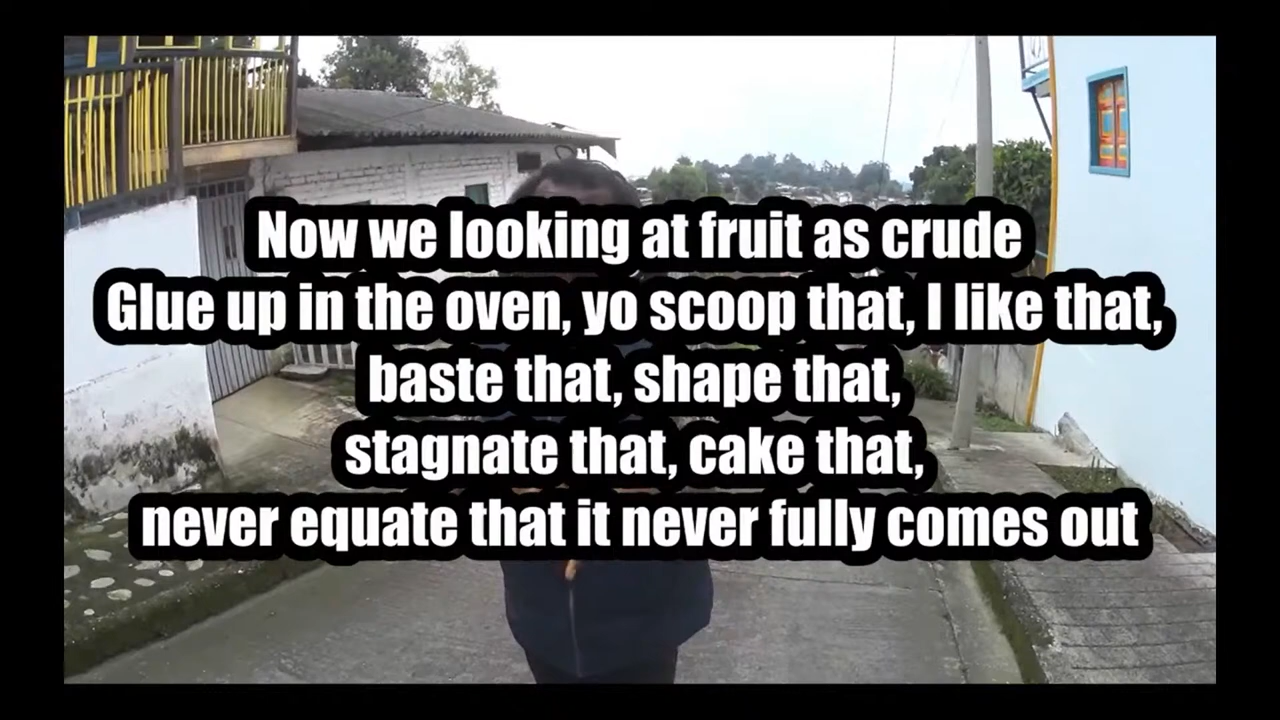 Now we looking at fruit as crude
Glue up in the oven, yo scoop that, I like that,
baste that, shape that,
stagnate that, cake that,
never equate that it never fully comes out